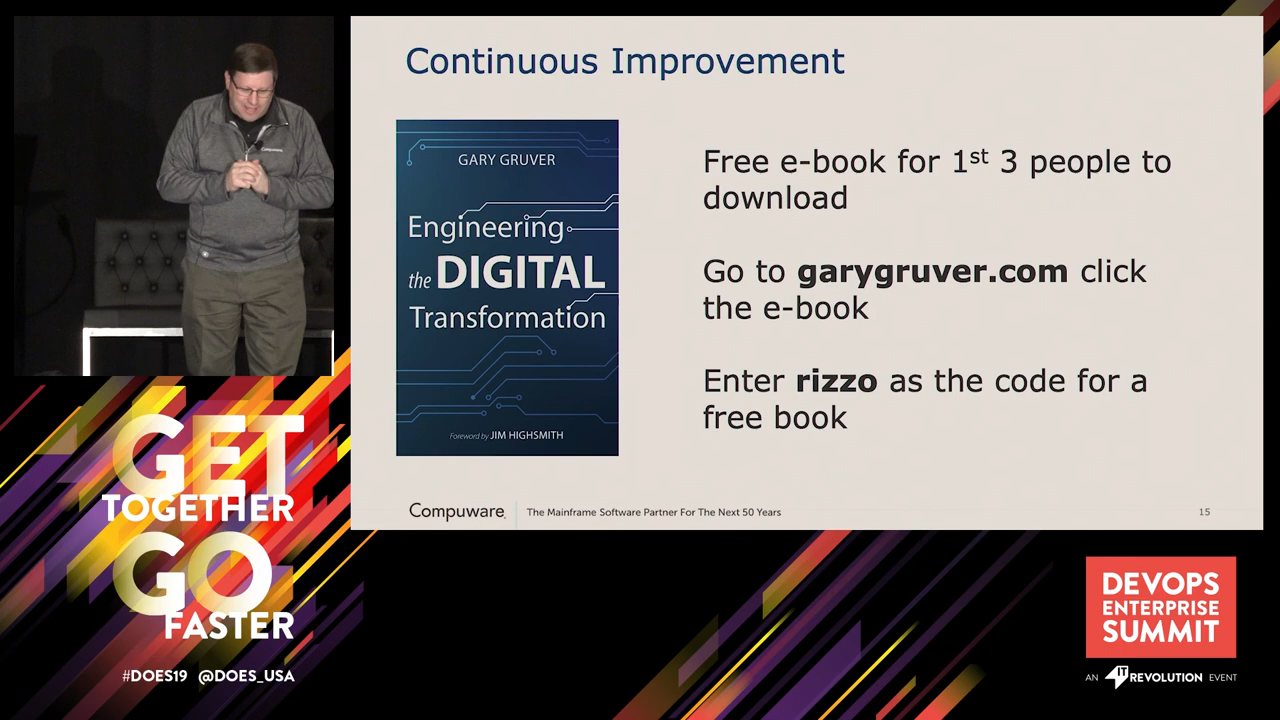 Compuware.
Continuous Improvement
GARY GRUVER
Engineering
the DIGITAL
Transformation
Foreword by JIM HIGHSMITH
Free e-book for 1st 3 people to
download
Go to garygruver.com click
the e-book
Enter rizzo as the code for a
free book
Compuware.
The Mainframe Software Partner For The Next 50 Years
15
GET
TOGETHER
GO
FASTER
#DOES19 @DOES_USA
DEVOPS
ENTERPRISE
SUMMIT
AN IT REVOLUTION EVENT